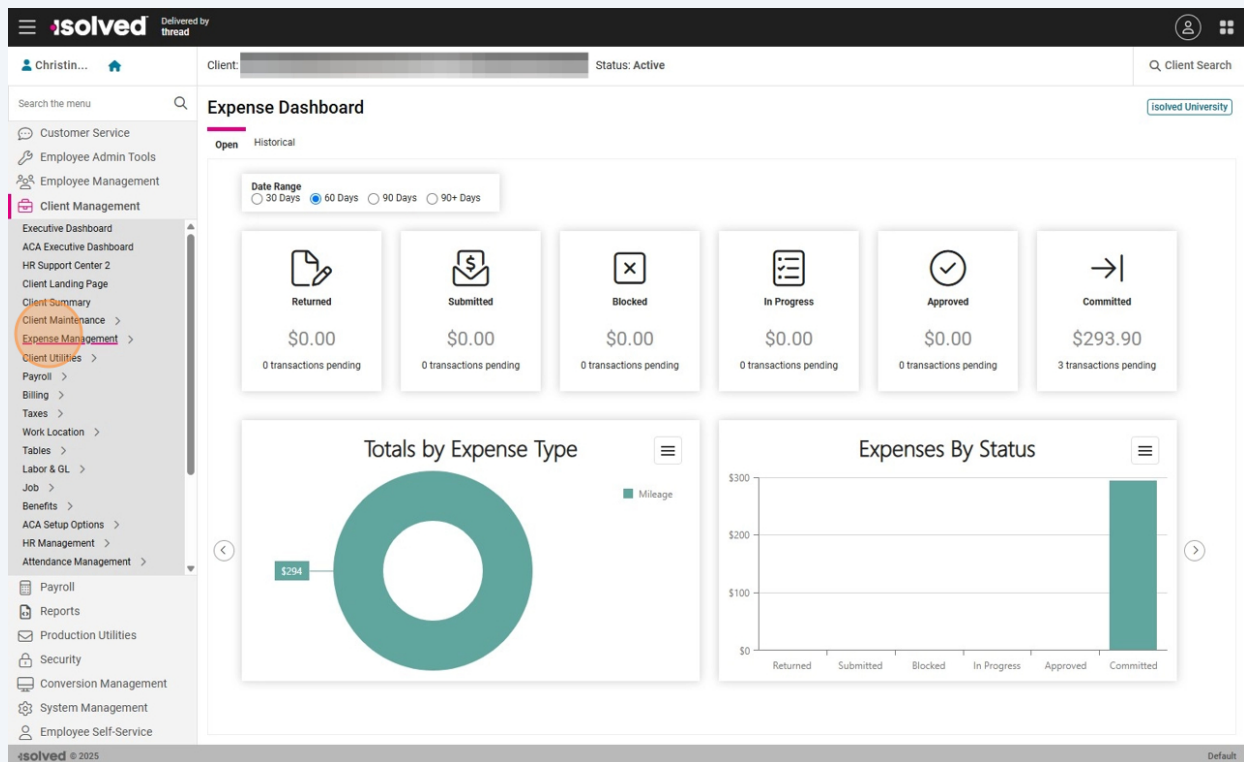 isolved Delivered by thread
Christin...
Client: Status: Active
Client Search
Search the menu
Expense Dashboard
isolved University
Customer Service
Employee Admin Tools
Employee Management
Client Management
Executive Dashboard
ACA Executive Dashboard
HR Support Center 2
Client Landing Page
Client Summary
Client Maintenance
Expense Management
Client Utilities
Payroll
Billing
Taxes
Work Location
Tables
Labor & GL
Job
Benefits
ACA Setup Options
HR Management
Attendance Management
Payroll
Reports
Production Utilities
Security
Conversion Management
System Management
Employee Self-Service
Open Historical
Date Range
30 Days 60 Days 90 Days 90+ Days
Returned
$0.00
0 transactions pending
Submitted
$0.00
0 transactions pending
Blocked
$0.00
0 transactions pending
In Progress
$0.00
0 transactions pending
Approved
$0.00
0 transactions pending
Committed
$293.90
3 transactions pending
Totals by Expense Type
Mileage
$294
Expenses By Status
$300
$200
$100
$0
Returned Submitted Blocked In Progress Approved Committed
isolved © 2025
Default